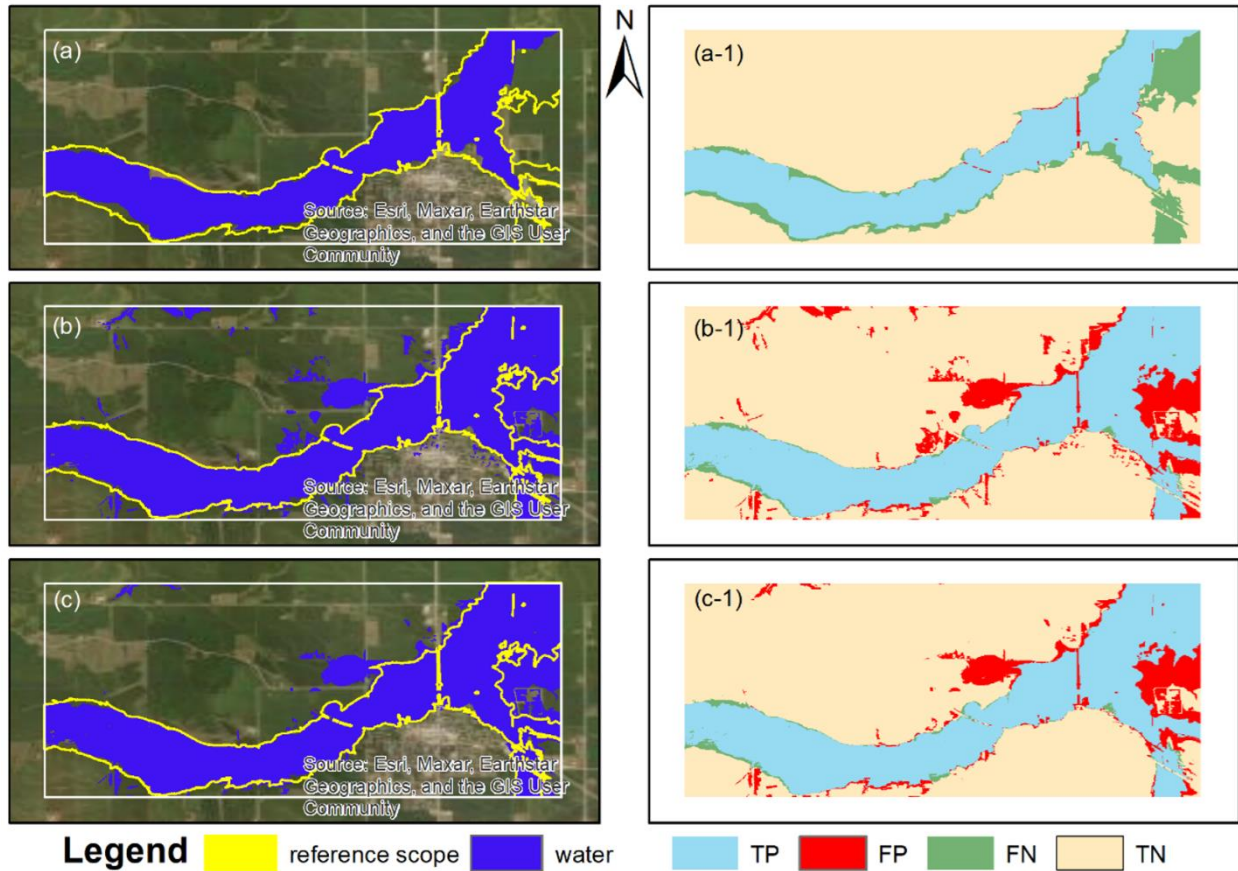 (a)
Source: Esri, Maxar, Earthstar
Geographics, and the GIS User
Community
N
(a-1)
(b)
Source: Esri, Maxar, Earthstar
Geographics, and the GIS User
Community
(b-1)
(c)
Source: Esri, Maxar, Earthstar
Geographics, and the GIS User
Community
(c-1)
Legend reference scope water TP FP FN TN